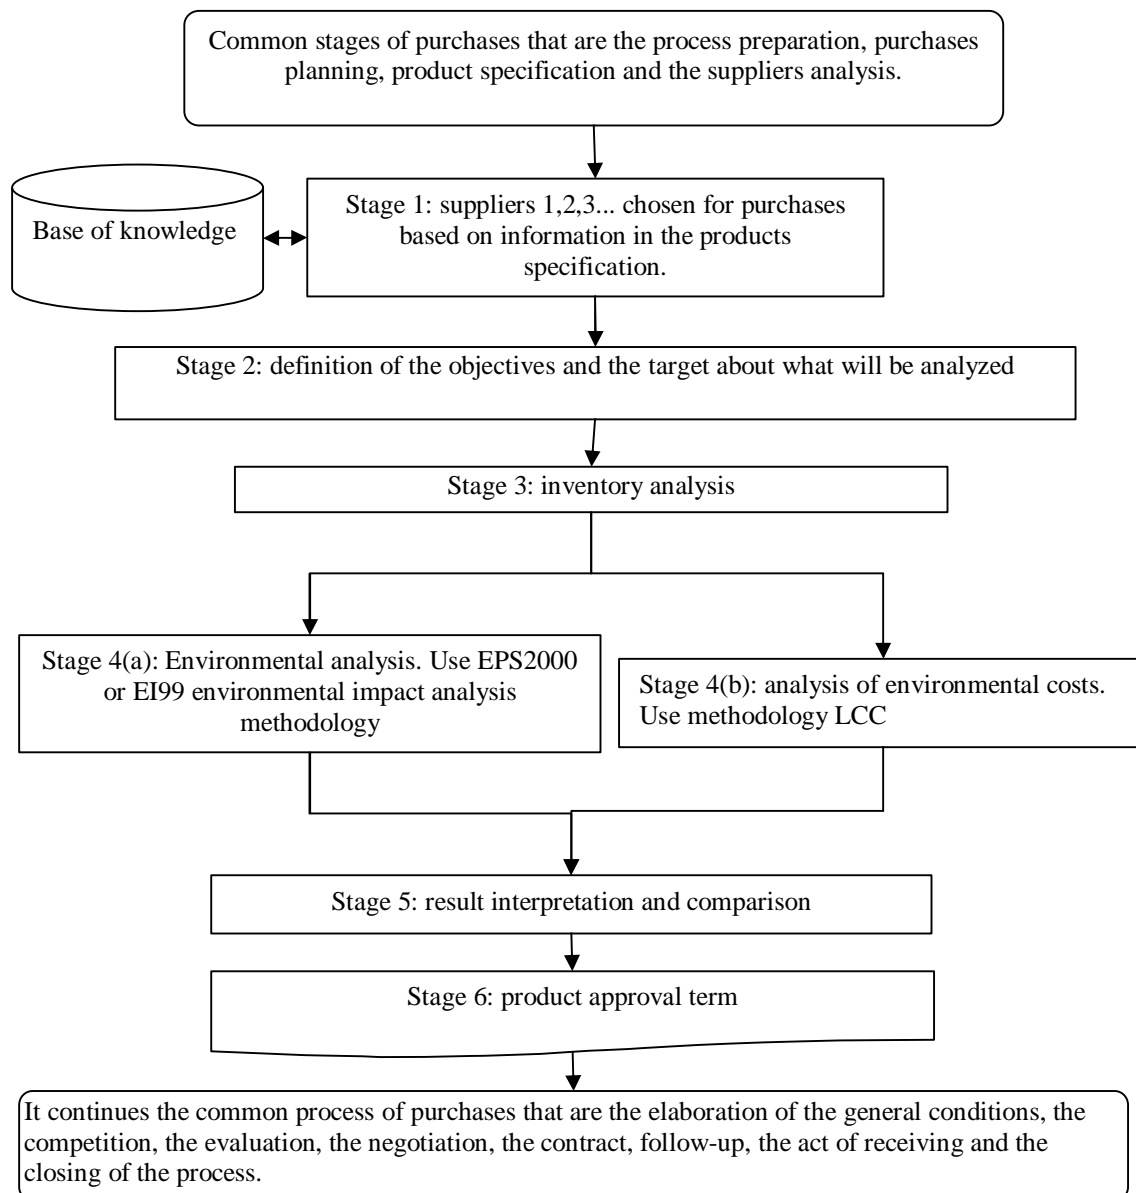 Common stages of purchases that are the process preparation, purchases
planning, product specification and the suppliers analysis.
Base of knowledge
Stage 1: suppliers 1,2,3... chosen for purchases
based on information in the products
specification.
Stage 2: definition of the objectives and the target about what will be analyzed
Stage 3: inventory analysis
Stage 4(a): Environmental analysis. Use EPS2000
or EI99 environmental impact analysis
methodology
Stage 4(b): analysis of environmental costs.
Use methodology LCC
Stage 5: result interpretation and comparison
Stage 6: product approval term
It continues the common process of purchases that are the elaboration of the general conditions, the
competition, the evaluation, the negotiation, the contract, follow-up, the act of receiving and the
closing of the process.